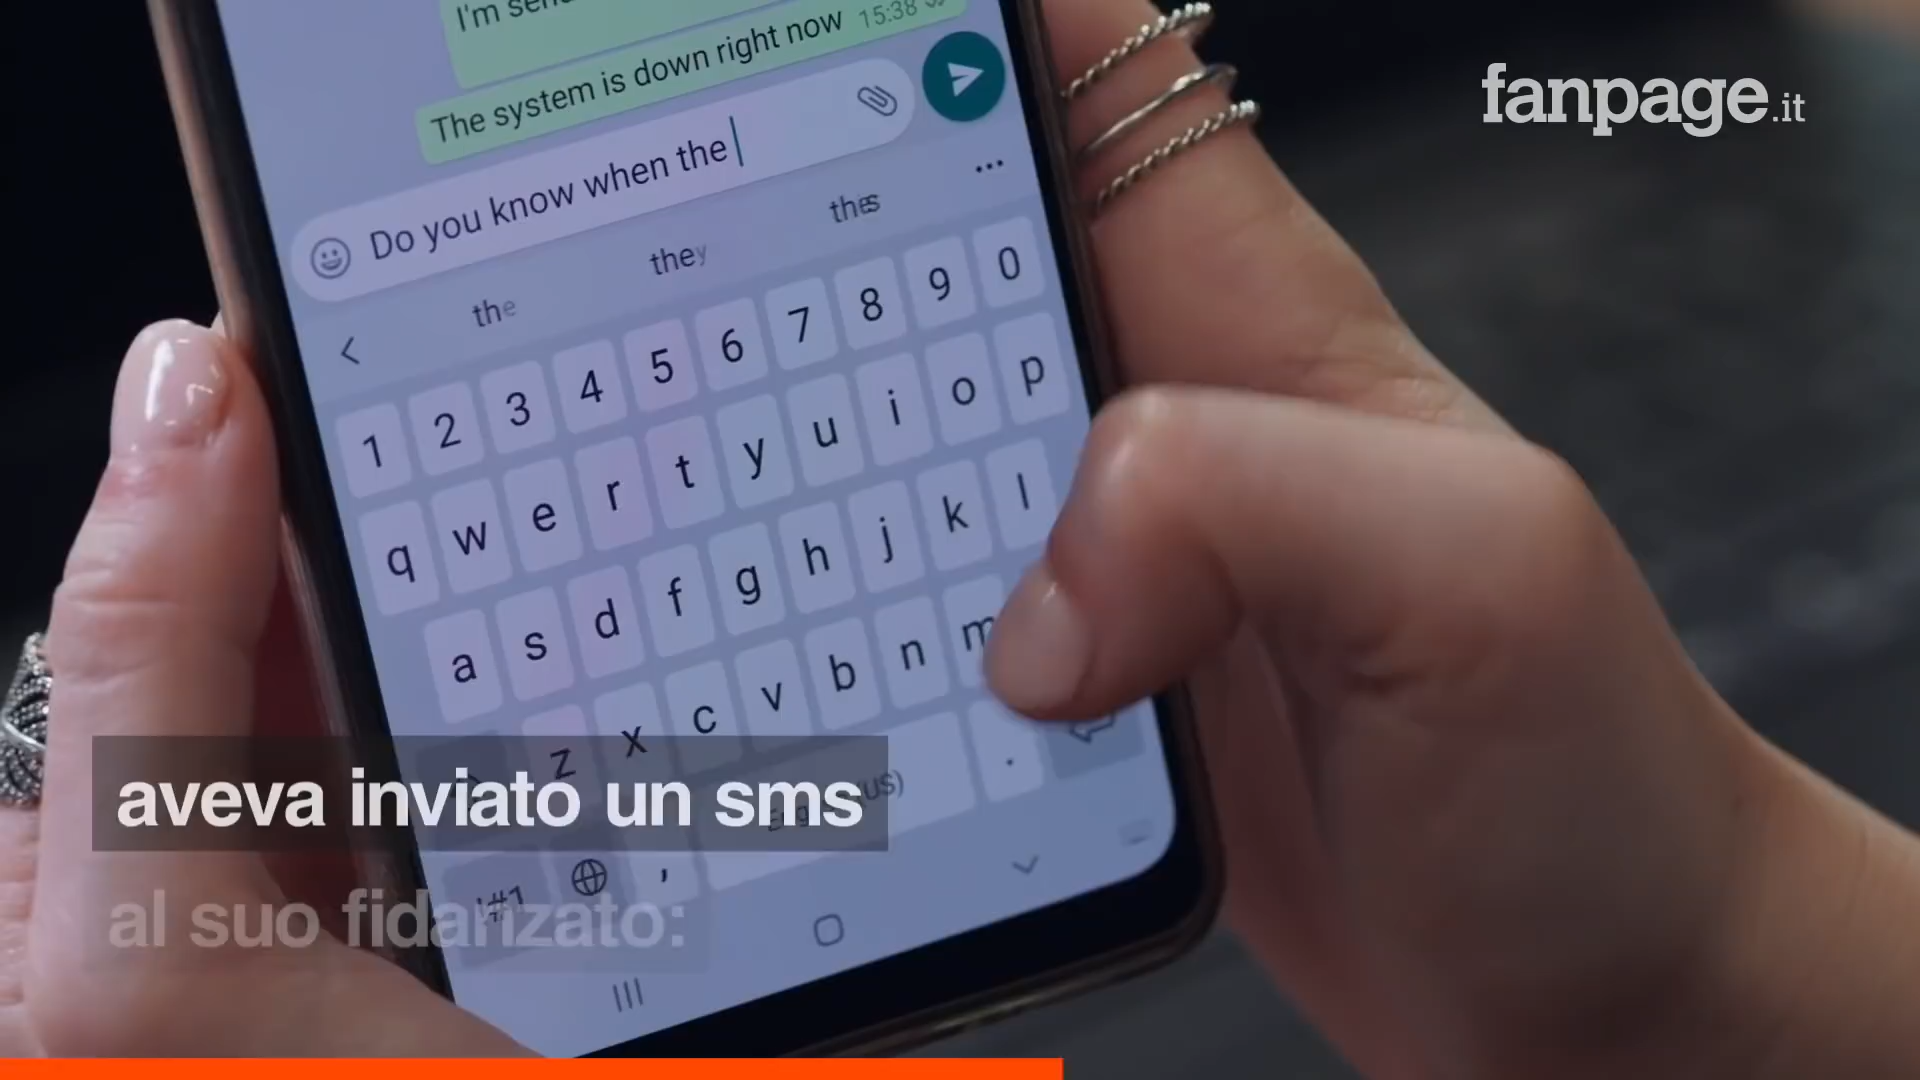 I'm
The system is down right now 15:38
fanpage.it
Do you know when the
the
they
1 2 3 4 5 6 7 8 9 0
q w e r t y u i o p
a s d f g h j k l
z x c v b n m
aveva inviato un sms
!#1 , .
al suo fidanzato: